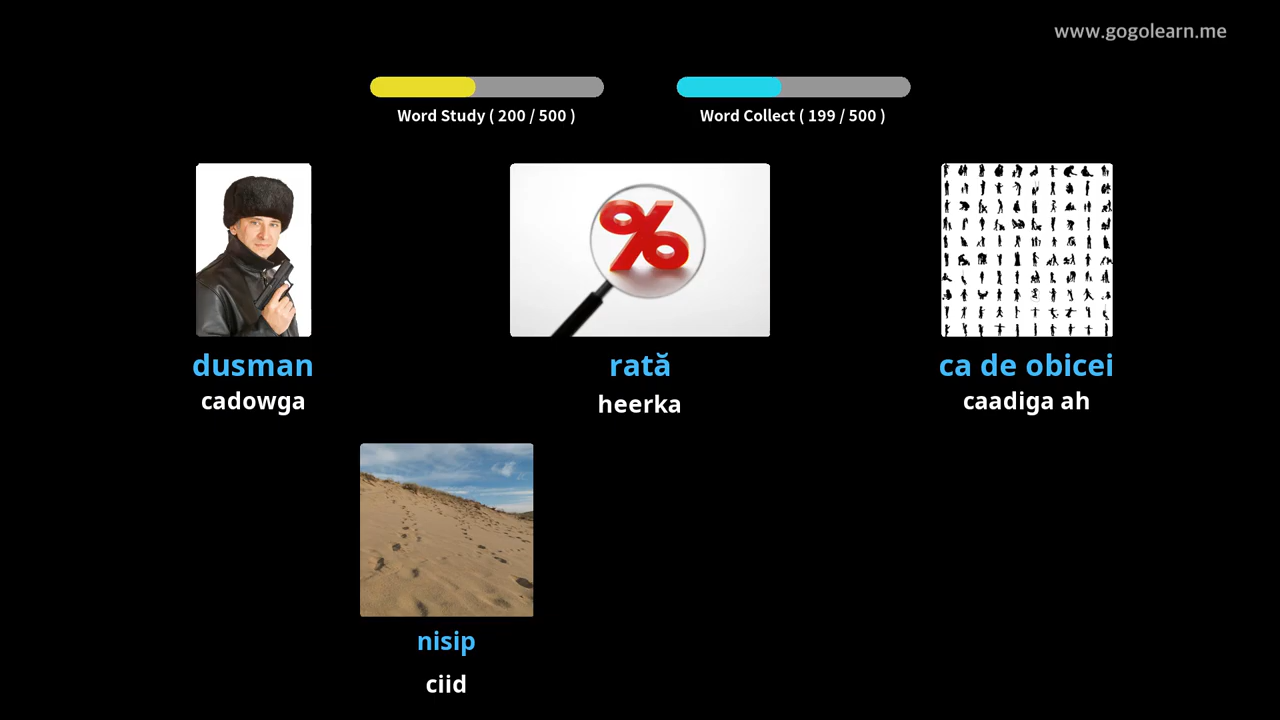 www.gogolearn.me
Word Study ( 200 / 500 )
Word Collect ( 199 / 500 )
dusman
cadowga
rată
heerka
ca de obicei
caadiga ah
nisip
ciid